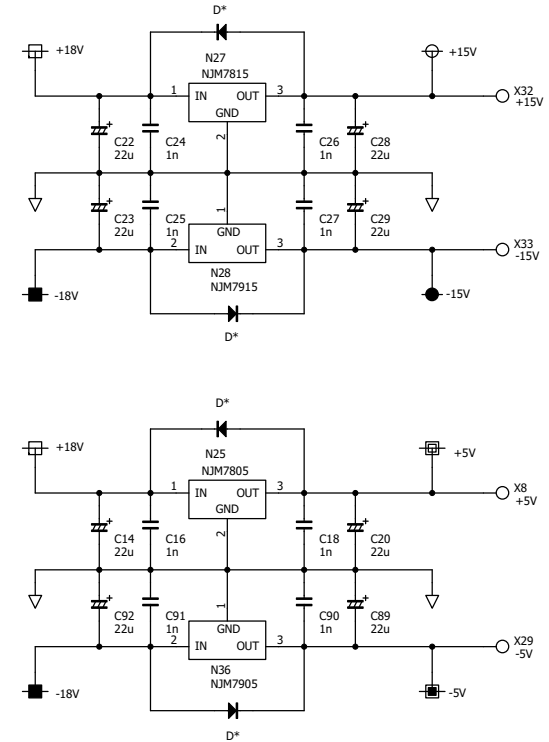 D*
+18V
N27
NJM7815
+15V
1
IN
OUT
3
GND
X32
+15V
2
+
C22
22u
C24
1n
C26
1n
+
C28
22u
+
C23
22u
C25
1n
1
C27
1n
+
C29
22u
GND
2
IN
OUT
3
X33
-15V
N28
NJM7915
-18V
-15V
D*
D*
+18V
N25
NJM7805
+5V
1
IN
OUT
3
GND
X8
+5V
2
+
C14
22u
C16
1n
C18
1n
+
C20
22u
+
C92
22u
C91
1n
1
C90
1n
+
C89
22u
GND
2
IN
OUT
3
X29
-5V
N36
NJM7905
-18V
-5V
D*